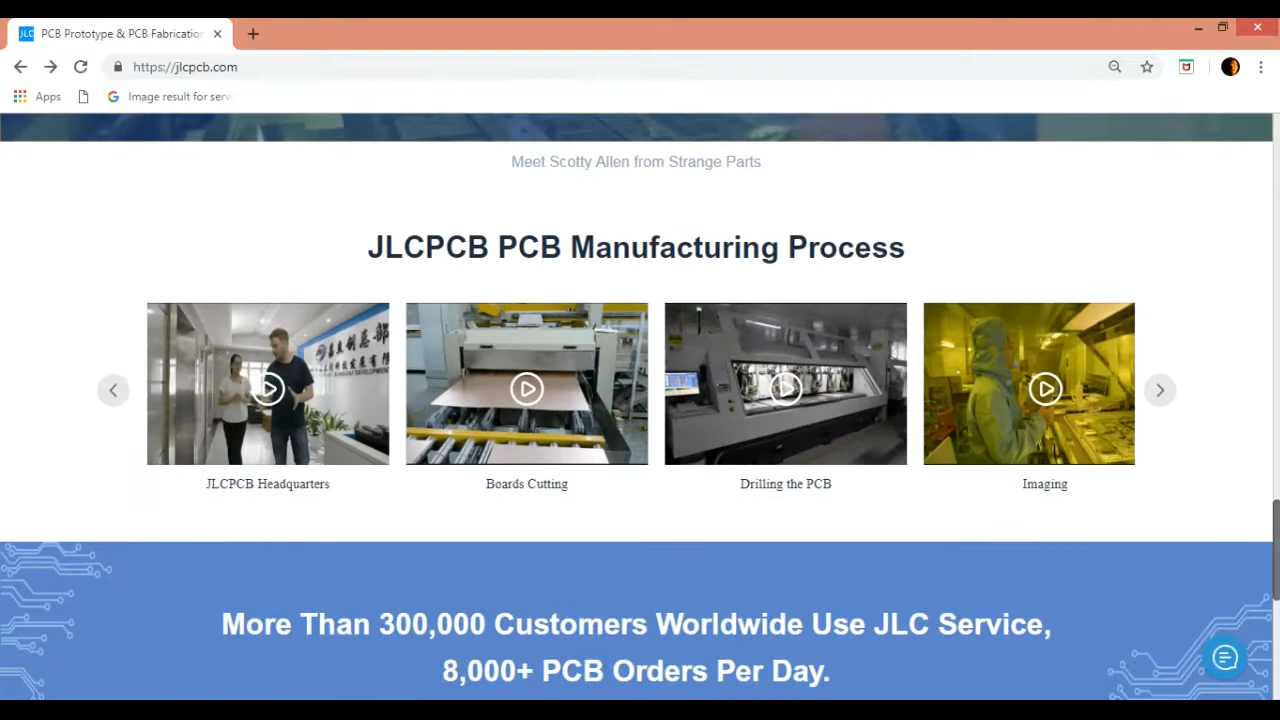 JLC PCB Prototype & PCB Fabrication
https://jlcpcb.com
Apps
Image result for serv
Meet Scotty Allen from Strange Parts
JLCPCB PCB Manufacturing Process
JLCPCB Headquarters
Boards Cutting
Drilling the PCB
Imaging
More Than 300,000 Customers Worldwide Use JLC Service,
8,000+ PCB Orders Per Day.